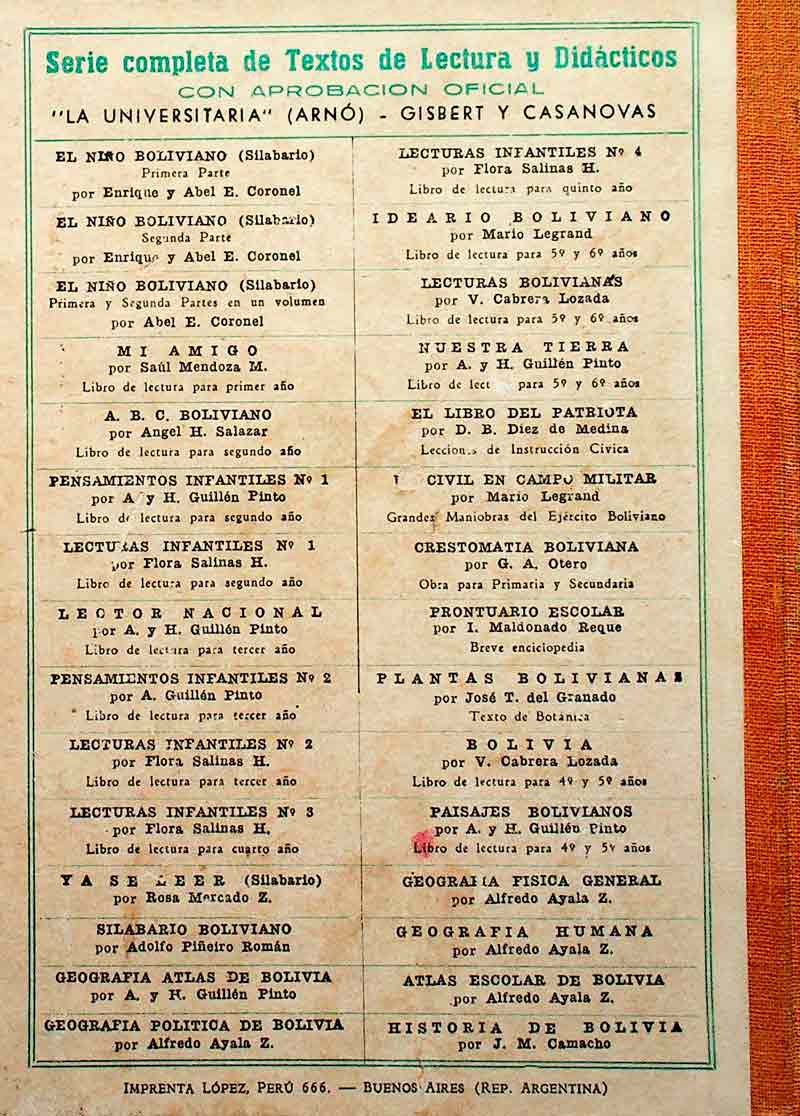 Serie completa de Textos de Lectura y Didácticos
CON APROBACION OFICIAL
"LA UNIVERSITARIA" (ARNÓ) - GISBERT Y CASANOVAS
EL NIÑO BOLIVIANO (Silabario)
Primera Parte
por Enrique y Abel E. Coronel
EL NIÑO BOLIVIANO (Silabario)
Segunda Parte
por Enrique y Abel E. Coronel
EL NIÑO BOLIVIANO (Silabario)
Primera y Segunda Partes en un volumen
por Abel E. Coronel
MI AMIGO
por Saúl Mendoza M.
Libro de lectura para primer año
A. B. C. BOLIVIANO
por Angel H. Salazar
Libro de lectura para segundo año
PENSAMIENTOS INFANTILES Nº 1
por A y H. Guillén Pinto
Libro de lectura para segundo año
LECTURAS INFANTILES Nº 1
por Flora Salinas H.
Libro de lectura para segundo año
LECTOR NACIONAL
por A. y H. Guillén Pinto
Libro de lectura para tercer año
PENSAMIENTOS INFANTILES Nº 2
por A. Guillén Pinto
Libro de lectura para tercer año
LECTURAS INFANTILES Nº 2
por Flora Salinas H.
Libro de lectura para tercer año
LECTURAS INFANTILES Nº 3
por Flora Salinas H.
Libro de lectura para cuarto año
YA SE LEER (Silabario)
por Rosa Mercado Z.
SILABARIO BOLIVIANO
por Adolfo Piñeiro Román
GEOGRAFIA ATLAS DE BOLIVIA
por A. y H. Guillén Pinto
GEOGRAFIA POLITICA DE BOLIVIA
por Alfredo Ayala Z.
LECTURAS INFANTILES Nº 4
por Flora Salinas H.
Libro de lectura para quinto año
IDEARIO BOLIVIANO
por Mario Legrand
Libro de lectura para 5º y 6º años
LECTURAS BOLIVIANAS
por V. Cabrera Lozada
Libro de lectura para 5º y 6º años
NUESTRA TIERRA
por A. y H. Guillén Pinto
Libro de lect para 5º y 6º años
EL LIBRO DEL PATRIOTA
por D. B. Diez de Medina
Lecciones de Instrucción Cívica
CIVIL EN CAMPO MILITAR
por Mario Legrand
Grandes Maniobras del Ejército Boliviano
CRESTOMATIA BOLIVIANA
por G. A. Otero
Obra para Primaria y Secundaria
PRONTUARIO ESCOLAR
por I. Maldonado Reque
Breve enciclopedia
PLANTAS BOLIVIANAS
por José T. del Granado
Texto de Botánica
BOLIVIA
por V. Cabrera Lozada
Libro de lectura para 4º y 5º años
PAISAJES BOLIVIANOS
por A. y H. Guillén Pinto
Libro de lectura para 4º y 5º años
GEOGRAFIA FISICA GENERAL
por Alfredo Ayala Z.
GEOGRAFIA HUMANA
por Alfredo Ayala Z.
ATLAS ESCOLAR DE BOLIVIA
por Alfredo Ayala Z.
HISTORIA DE BOLIVIA
por J. M. Camacho
IMPRENTA LÓPEZ, PERÚ 666. — BUENOS AIRES (REP. ARGENTINA)